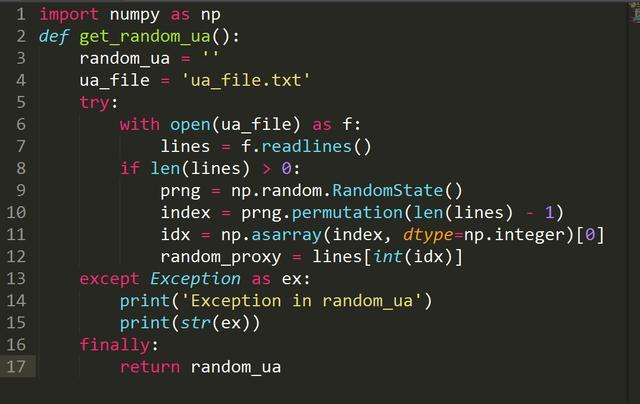 1 import numpy as np
2 def get_random_ua():
3     random_ua = ''
4     ua_file = 'ua_file.txt'
5     try:
6         with open(ua_file) as f:
7             lines = f.readlines()
8         if len(lines) > 0:
9             prng = np.random.RandomState()
10             index = prng.permutation(len(lines) - 1)
11             idx = np.asarray(index, dtype=np.integer)[0]
12             random_proxy = lines[int(idx)]
13     except Exception as ex:
14         print('Exception in random_ua')
15         print(str(ex))
16     finally:
17         return random_ua